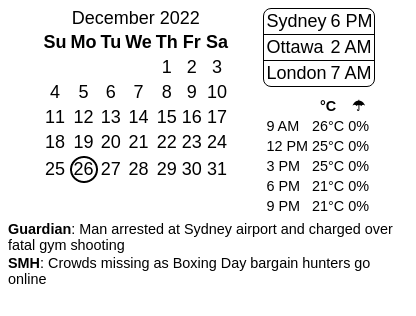 December 2022
Su Mo Tu We Th Fr Sa
1 2 3
4 5 6 7 8 9 10
11 12 13 14 15 16 17
18 19 20 21 22 23 24
25 26 27 28 29 30 31
Sydney 6 PM
Ottawa 2 AM
London 7 AM
°C ☂
9 AM 26°C 0%
12 PM 25°C 0%
3 PM 25°C 0%
6 PM 21°C 0%
9 PM 21°C 0%
Guardian: Man arrested at Sydney airport and charged over
fatal gym shooting
SMH: Crowds missing as Boxing Day bargain hunters go
online